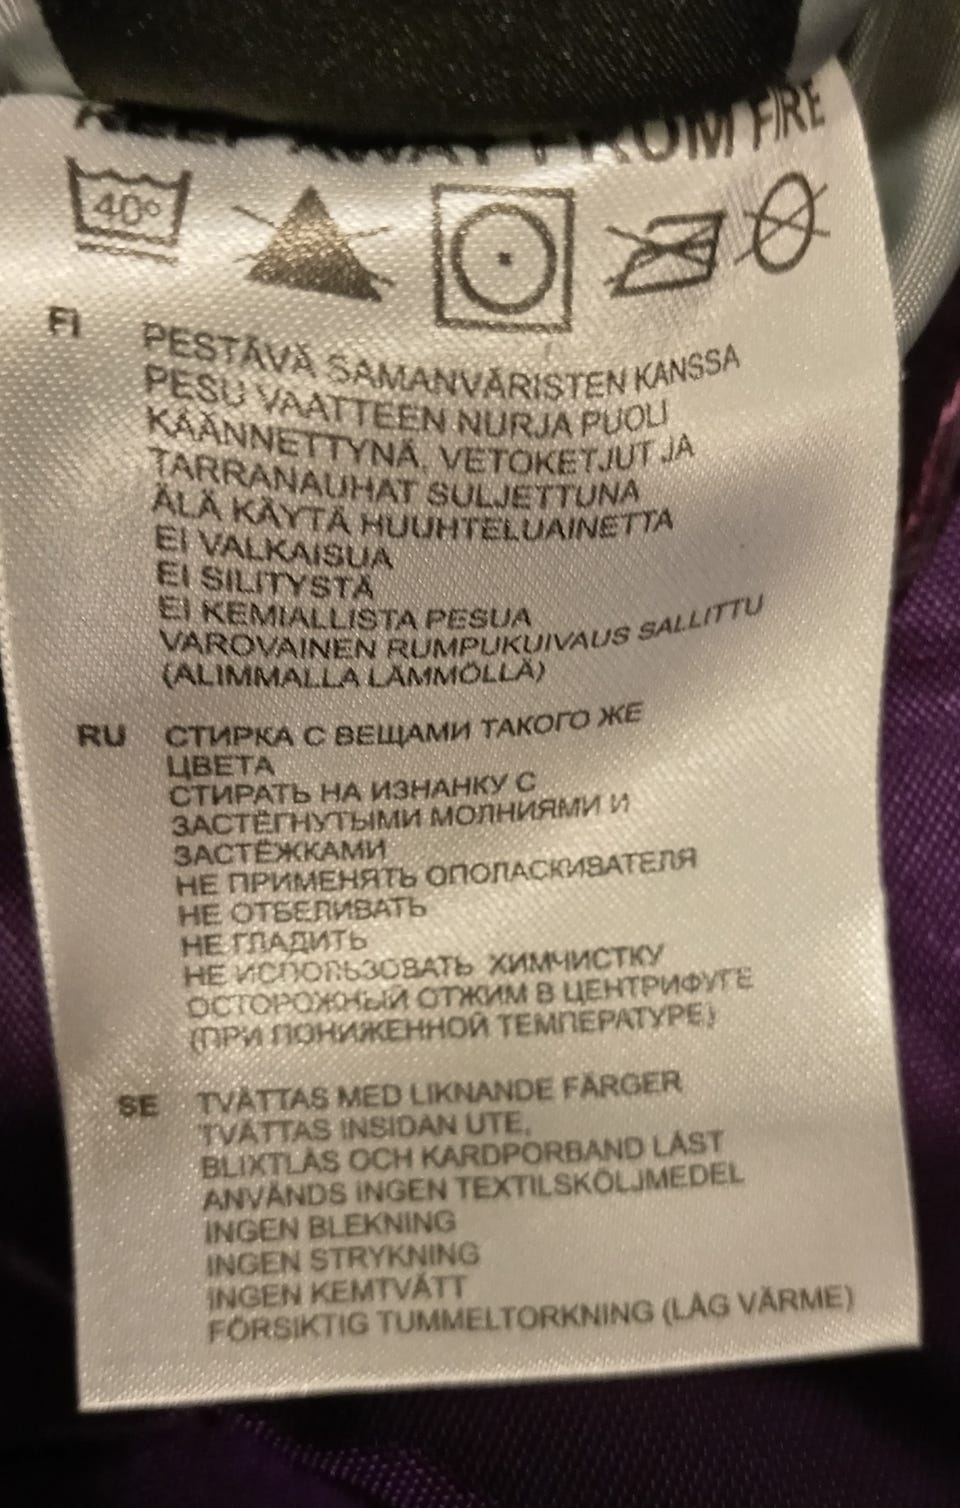 KEEP AWAY FROM FIRE
40°
FI PESTÄVÄ SAMANVÄRISTEN KANSSA
PESU VAATTEEN NURJA PUOLI
KÄÄNNETTYNÄ, VETOKETJUT JA
TARRANAUHAT SULJETTUNA
ÄLÄ KÄYTÄ HUUHTELUAINETTA
EI VALKAISUA
EI SILITYSTÄ
EI KEMIALLISTA PESUA
VAROVAINEN RUMPUKUIVAUS SALLITTU
(ALIMMALLA LÄMMÖLLÄ)
RU СТИРКА С ВЕЩАМИ ТАКОГО ЖЕ
ЦВЕТА
СТИРАТЬ НА ИЗНАНКУ С
ЗАСТЁГНУТЫМИ МОЛНИЯМИ И
ЗАСТЁЖКАМИ
НЕ ПРИМЕНЯТЬ ОПОЛАСКИВАТЕЛЯ
НЕ ОТБЕЛИВАТЬ
НЕ ГЛАДИТЬ
НЕ ИСПОЛЬЗОВАТЬ ХИМЧИСТКУ
ОСТОРОЖНЫЙ ОТЖИМ В ЦЕНТРИФУГЕ
(ПРИ ПОНИЖЕННОЙ ТЕМПЕРАТУРЕ)
SE TVÄTTAS MED LIKNANDE FÄRGER
TVÄTTAS INSIDAN UTE,
BLIXTLÅS OCH KARDPORBAND LÅST
ANVÄNDS INGEN TEXTILSKÖLJMEDEL
INGEN BLEKNING
INGEN STRYKNING
INGEN KEMTVÄTT
FÖRSIKTIG TUMMELTORKNING (LÅG VÄRME)